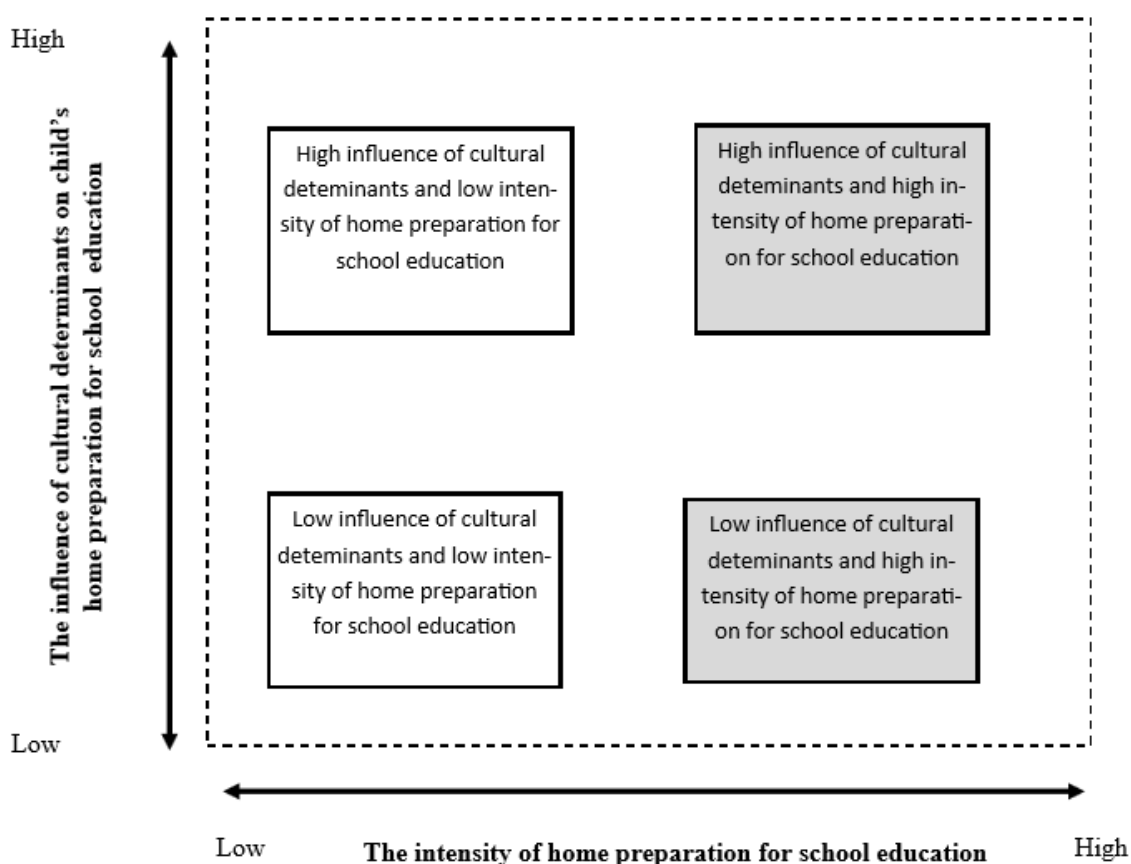 High
The influence of cultural determinants on child's
home preparation for school education
High influence of cultural
deteminants and low inten-
sity of home preparation for
school education
High influence of cultural
deteminants and high in-
tensity of home preparati-
on for school education
Low influence of cultural
deteminants and low inten-
sity of home preparation
for school education
Low influence of cultural
deteminants and high in-
tensity of home preparati-
on for school education
Low
Low
The intensity of home preparation for school education
High